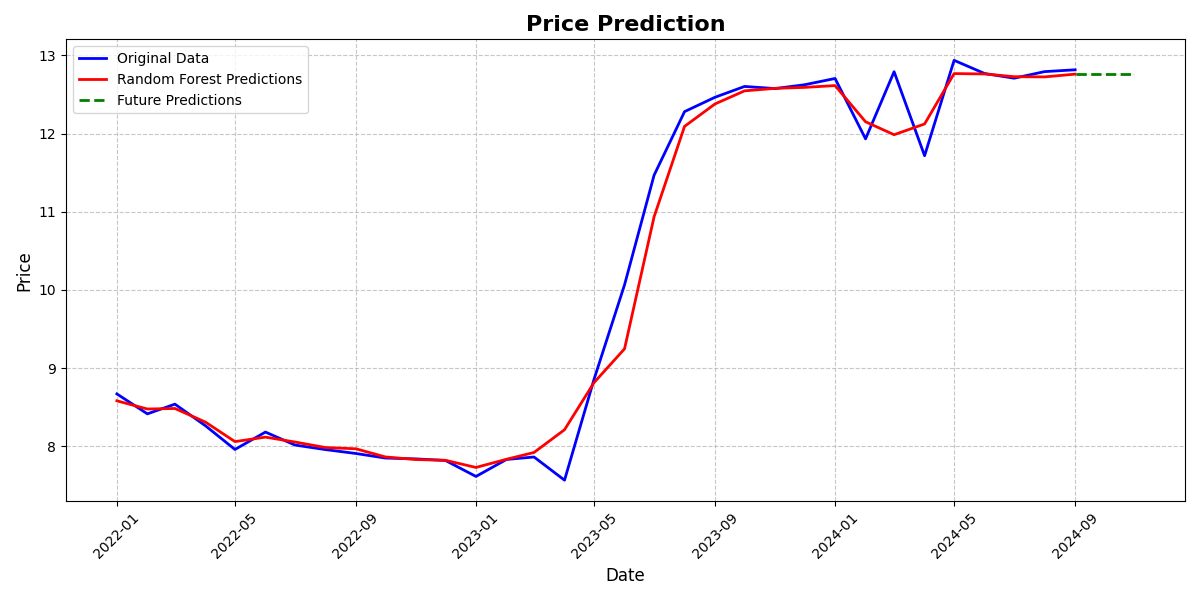 Price Prediction
Original Data
Random Forest Predictions
Future Predictions
13
12
11
10
9
8
Price
2022-01
2022-05
2022-09
2023-01
2023-05
2023-09
2024-01
2024-05
2024-09
Date